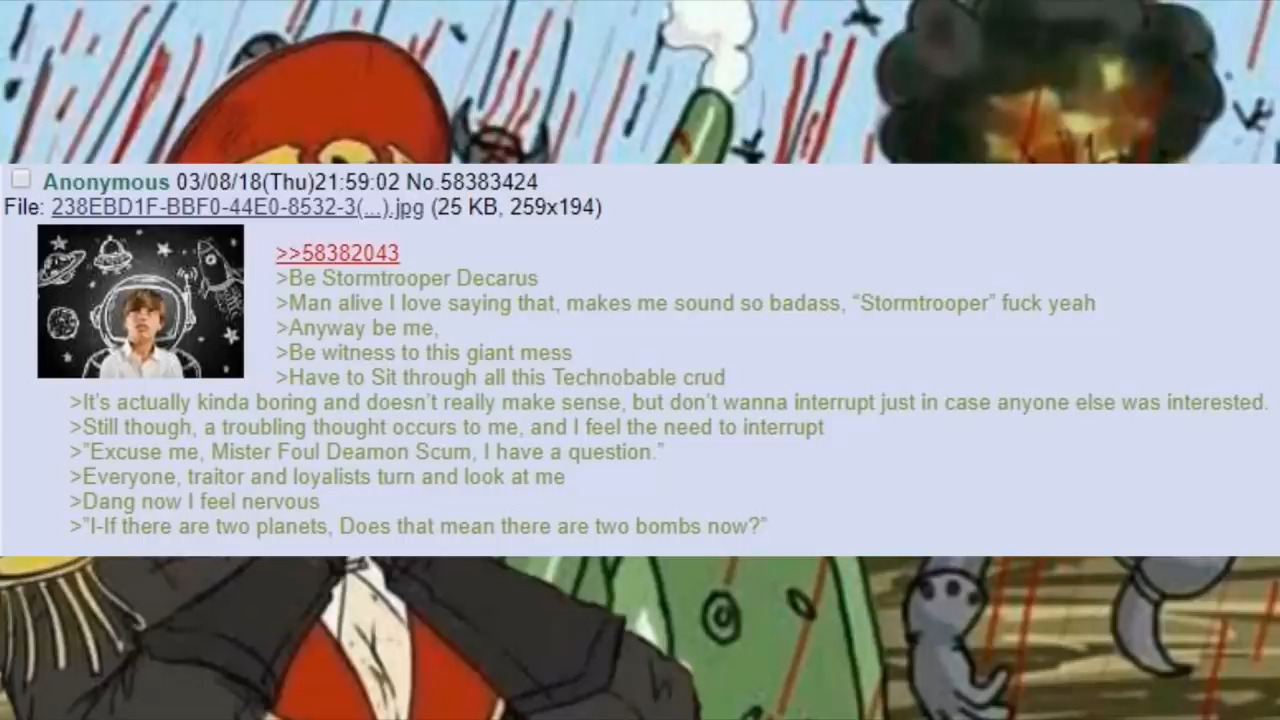 Anonymous 03/08/18(Thu)21:59:02 No.58383424
File: 238EBD1F-BBF0-44E0-8532-3(...).jpg (25 KB, 259x194)
>>58382043
>Be Stormtrooper Decarus
>Man alive I love saying that, makes me sound so badass, “Stormtrooper” fuck yeah
>Anyway be me,
>Be witness to this giant mess
>Have to Sit through all this Technobable crud
>It’s actually kinda boring and doesn’t really make sense, but don’t wanna interrupt just in case anyone else was interested.
>Still though, a troubling thought occurs to me, and I feel the need to interrupt
>”Excuse me, Mister Foul Deamon Scum, I have a question.”
>Everyone, traitor and loyalists turn and look at me
>Dang now I feel nervous
>”I-If there are two planets, Does that mean there are two bombs now?”